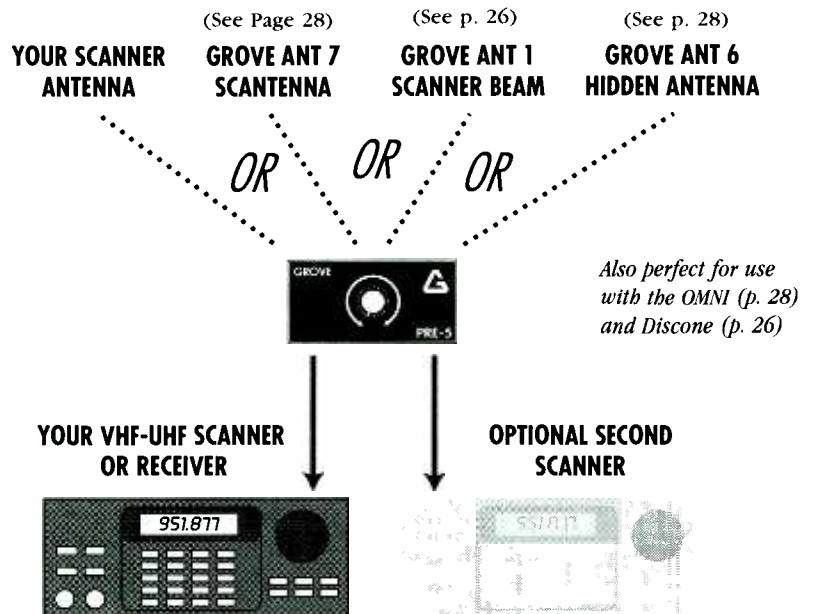 (See Page 28)
(See p. 26)
(See p. 28)
YOUR SCANNER
ANTENNA
GROVE ANT 7
SCANTENNA
GROVE ANT 1
SCANNER BEAM
GROVE ANT 6
HIDDEN ANTENNA
OR
OR
OR
GROVE
PRE-5
Also perfect for use
with the OMNI (p. 28)
and Discone (p. 26)
YOUR VHF-UHF SCANNER
OR RECEIVER
OPTIONAL SECOND
SCANNER
951.877